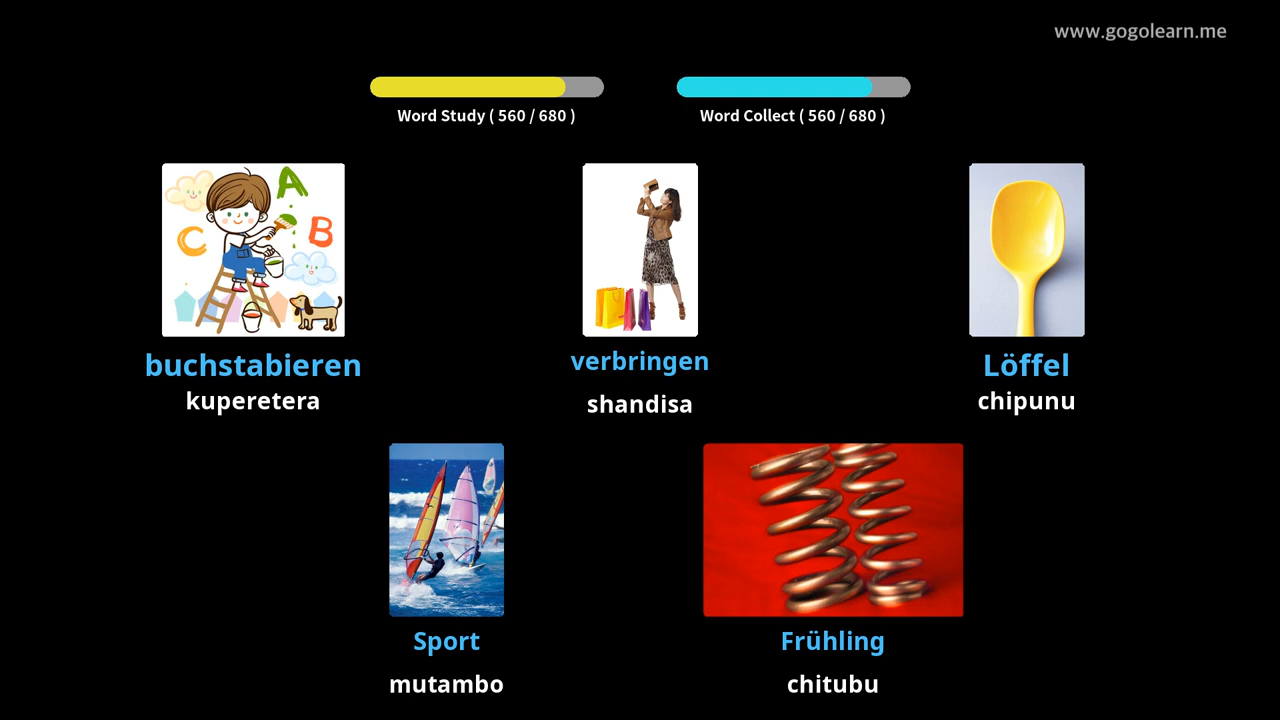 www.gogolearn.me
Word Study ( 560 / 680 )
Word Collect ( 560 / 680 )
A
B
C
buchstabieren
kuperetera
verbringen
shandisa
Löffel
chipunu
Sport
mutambo
Frühling
chitubu